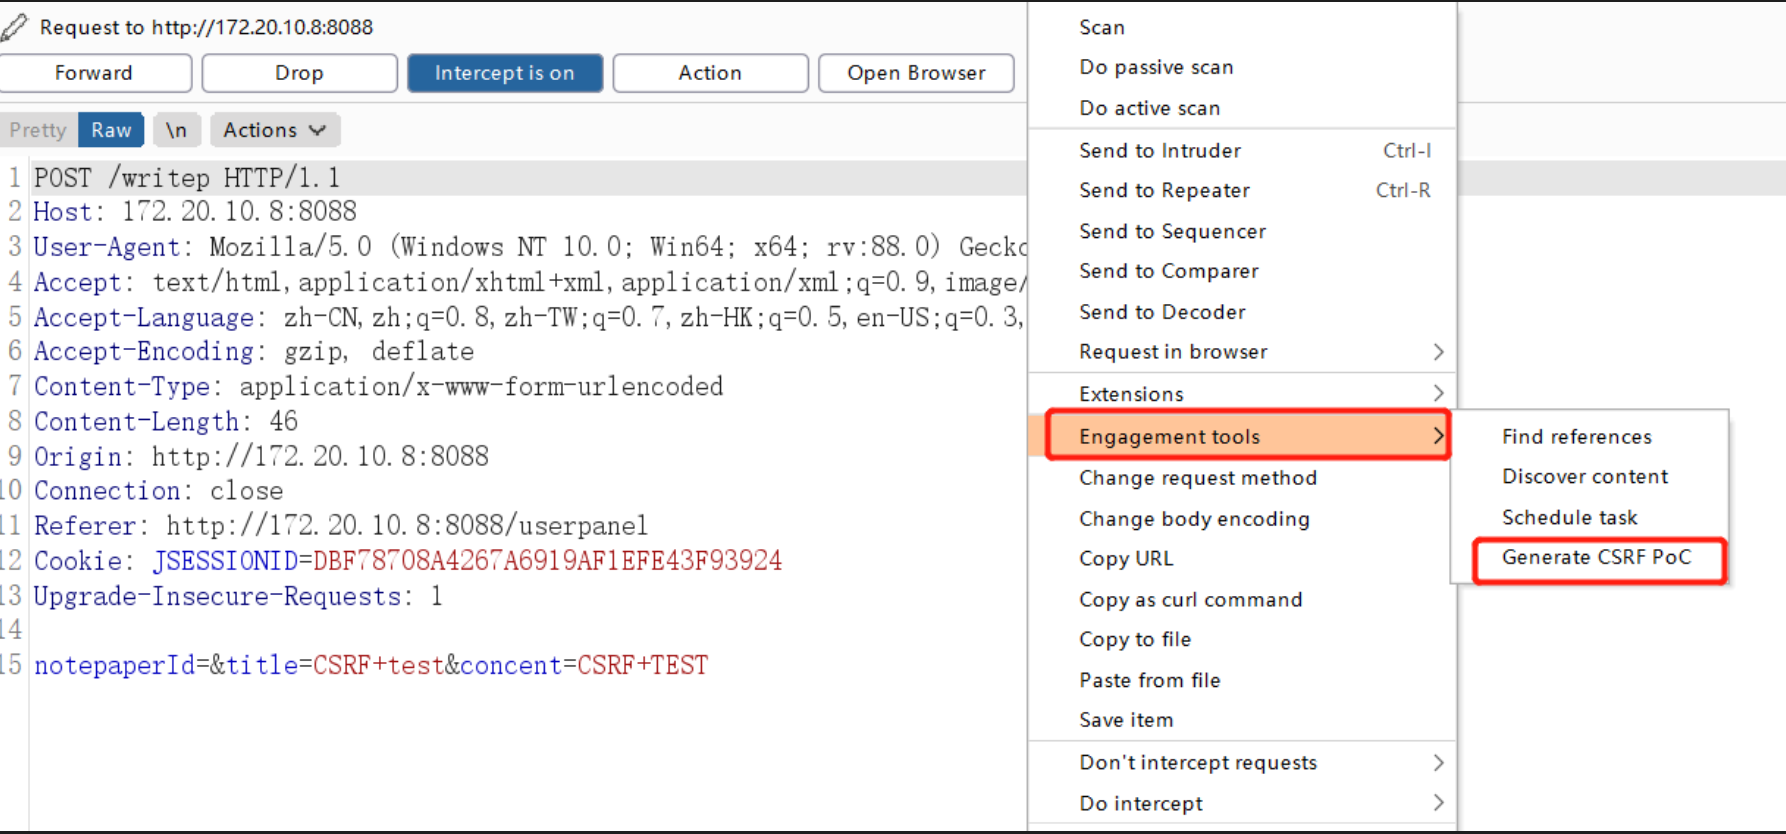 Request to http://172.20.10.8:8088
Forward
Drop
Intercept is on
Action
Open Browser
Pretty
Raw
\n
Actions
1 POST /writep HTTP/1.1
2 Host: 172.20.10.8:8088
3 User-Agent: Mozilla/5.0 (Windows NT 10.0; Win64; x64; rv:88.0) Gecko
4 Accept: text/html,application/xhtml+xml,application/xml;q=0.9,image/
5 Accept-Language: zh-CN,zh;q=0.8,zh-TW;q=0.7,zh-HK;q=0.5,en-US;q=0.3,
6 Accept-Encoding: gzip, deflate
7 Content-Type: application/x-www-form-urlencoded
8 Content-Length: 46
9 Origin: http://172.20.10.8:8088
10 Connection: close
11 Referer: http://172.20.10.8:8088/userpanel
12 Cookie: JSESSIONID=DBF78708A4267A6919AF1EFE43F93924
13 Upgrade-Insecure-Requests: 1
14
15 notepaperId=&title=CSRF+test&concent=CSRF+TEST
Scan
Do passive scan
Do active scan
Send to Intruder Ctrl-I
Send to Repeater Ctrl-R
Send to Sequencer
Send to Comparer
Send to Decoder
Request in browser
Extensions
Engagement tools
Change request method
Change body encoding
Copy URL
Copy as curl command
Copy to file
Paste from file
Save item
Don't intercept requests
Do intercept
Find references
Discover content
Schedule task
Generate CSRF PoC